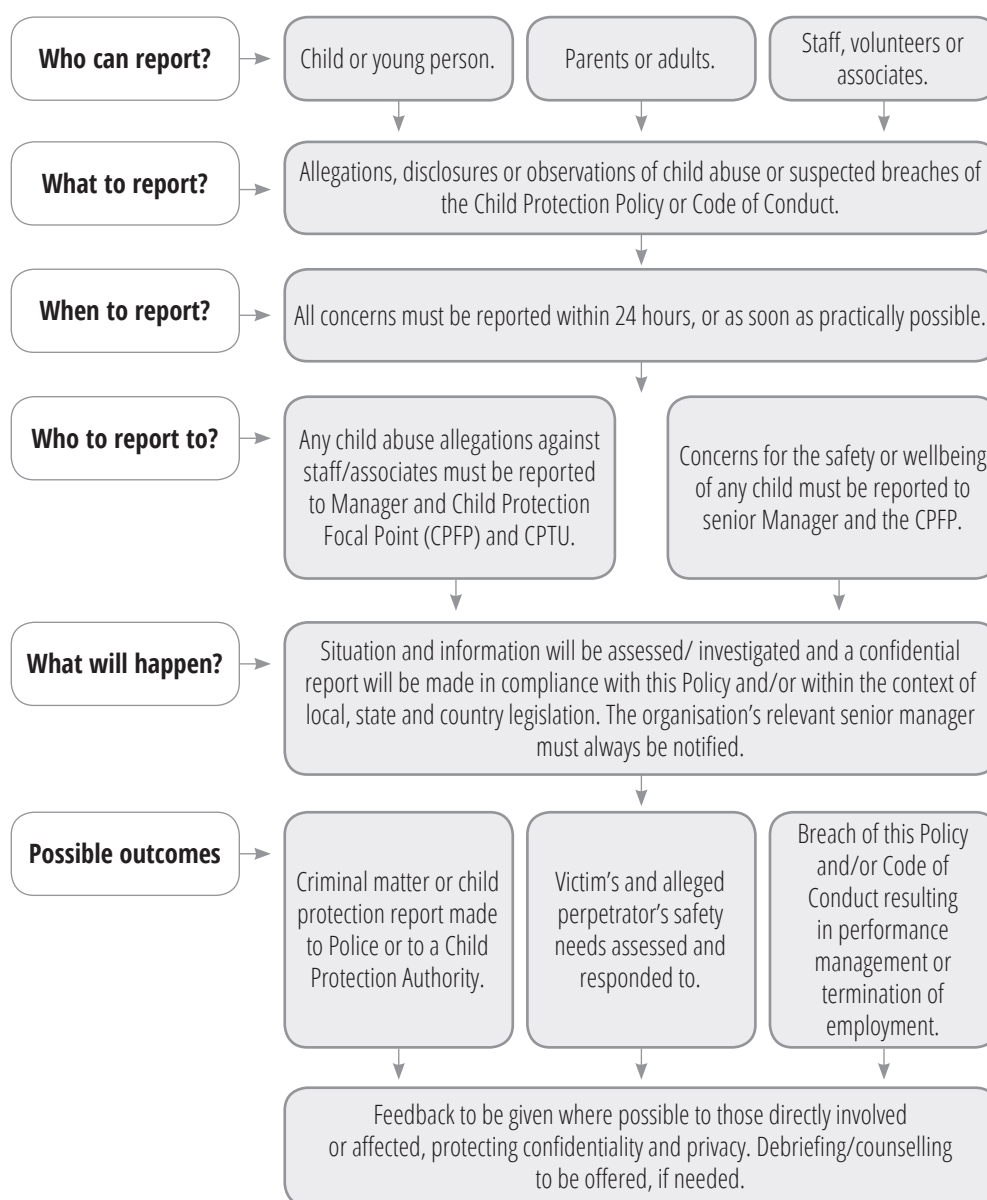 Who can report?
Child or young person.
Parents or adults.
Staff, volunteers or
associates.
What to report?
Allegations, disclosures or observations of child abuse or suspected breaches of
the Child Protection Policy or Code of Conduct.
When to report?
All concerns must be reported within 24 hours, or as soon as practically possible.
Who to report to?
Any child abuse allegations against
staff/associates must be reported
to Manager and Child Protection
Focal Point (CPFP) and CPTU.
Concerns for the safety or wellbeing
of any child must be reported to
senior Manager and the CPFP.
What will happen?
Situation and information will be assessed/ investigated and a confidential
report will be made in compliance with this Policy and/or within the context of
local, state and country legislation. The organisation's relevant senior manager
must always be notified.
Possible outcomes
Criminal matter or child
protection report made
to Police or to a Child
Protection Authority.
Victim's and alleged
perpetrator's safety
needs assessed and
responded to.
Breach of this Policy
and/or Code of
Conduct resulting
in performance
management or
termination of
employment.
Feedback to be given where possible to those directly involved
or affected, protecting confidentiality and privacy. Debriefing/counselling
to be offered, if needed.